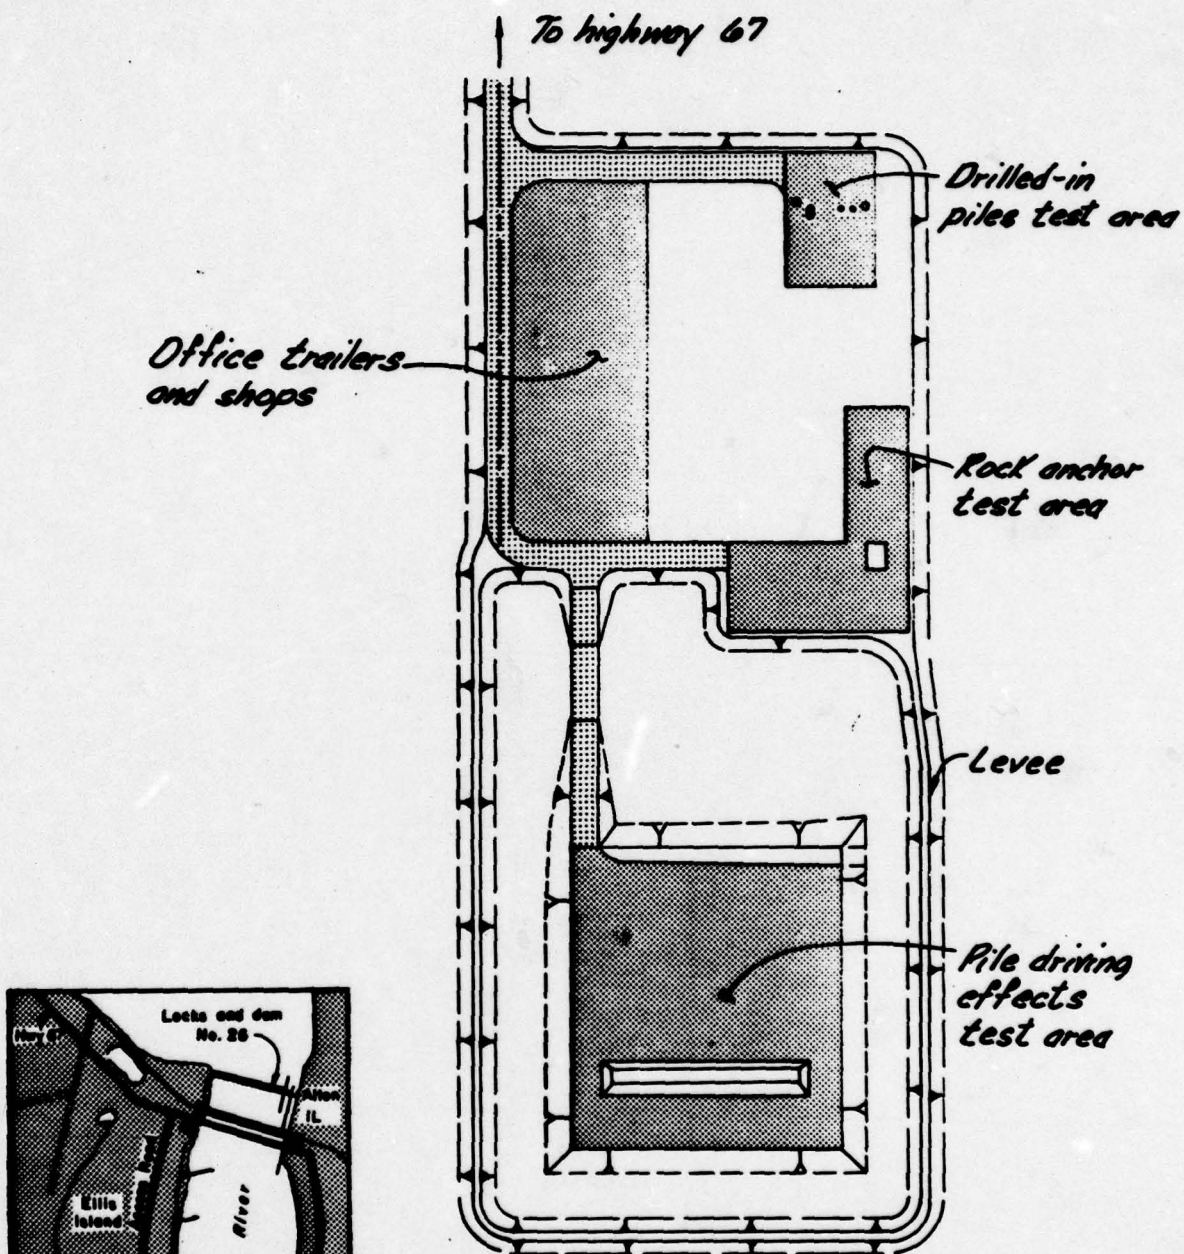 To highway 67
Drilled-in
piles test area
Office trailers
and shops
Rock anchor
test area
Levee
Pile driving
effects
test area
Locks and dam
No. 26
Alton
IL
Ellis
Island
River